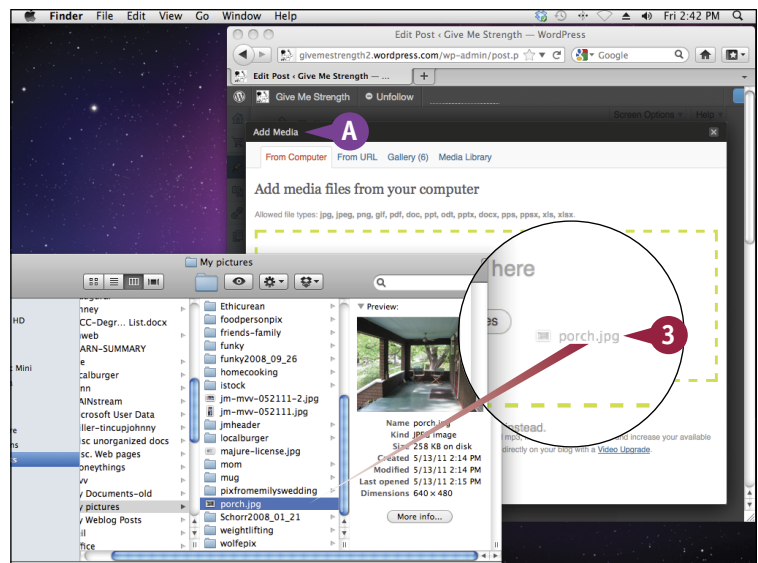 Finder File Edit View Go Window Help Fri 2:42 PM
Edit Post ‹ Give Me Strength — WordPress
givemestrength2.wordpress.com/wp-admin/post.p Google
Edit Post ‹ Give Me Strength — ... +
Give Me Strength Unfollow
Screen Options Help
Add Media A
From Computer From URL Gallery (6) Media Library
Add media files from your computer
Allowed file types: jpg, jpeg, png, gif, pdf, doc, ppt, odt, pptx, docx, pps, ppsx, xls, xlsx.
here
es
porch.jpg 3
instead.
and increase your available
directly on your blog with a Video Upgrade.
My pictures
HD
Mini
re
ns
s
nney
CC-Degr... List.docx
web
ARN-SUMMARY
e
calburger
nn
AINstream
crosoft User Data
ller-tincupjohnny
sc unorganized docs
sc. Web pages
oneythings
vv
y Documents-old
y pictures
y Weblog Posts
il
fice
Ethicurean
foodpersonpix
friends-family
funky
funky2008_09_26
homecooking
istock
jm-mvv-052111-2.jpg
jm-mvv-052111.jpg
jmheader
localburger
majure-license.jpg
mom
mug
pixfromemilyswedding
porch.jpg
Schorr2008_01_21
weightlifting
wolfepix
Preview:
Name porch.jpg
Kind JPEG image
Size 258 KB on disk
Created 5/13/11 2:14 PM
Modified 5/13/11 2:14 PM
Last opened 5/13/11 2:15 PM
Dimensions 640 × 480
More info...